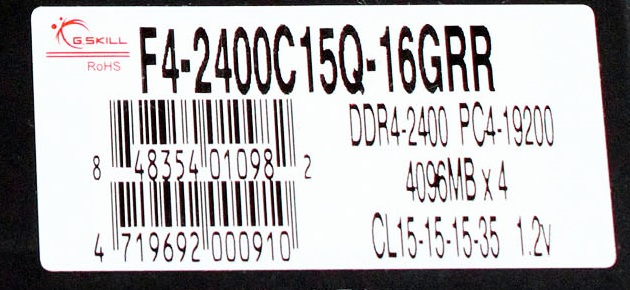 G.SKILL
RoHS
F4-2400C15Q-16GRR
DDR4-2400 PC4-19200
4096MB x 4
CL15-15-15-35 1.2v
8 48354 01098 2
4 719692 000910